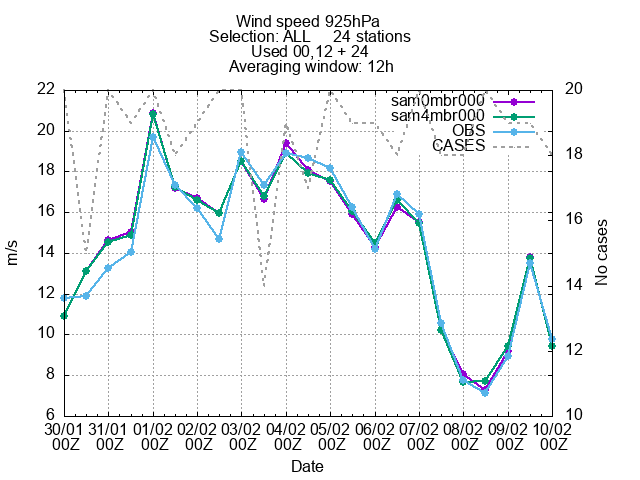 Wind speed 925hPa
Selection: ALL 24 stations
Used 00,12 + 24
Averaging window: 12h
22
20
18
16
14
12
10
8
6
20
18
16
14
12
10
sam0mbr000
sam4mbr000
OBS
CASES
m/s
No cases
30/01 31/01 01/02 02/02 03/02 04/02 05/02 06/02 07/02 08/02 09/02 10/02
00Z 00Z 00Z 00Z 00Z 00Z 00Z 00Z 00Z 00Z 00Z 00Z
Date